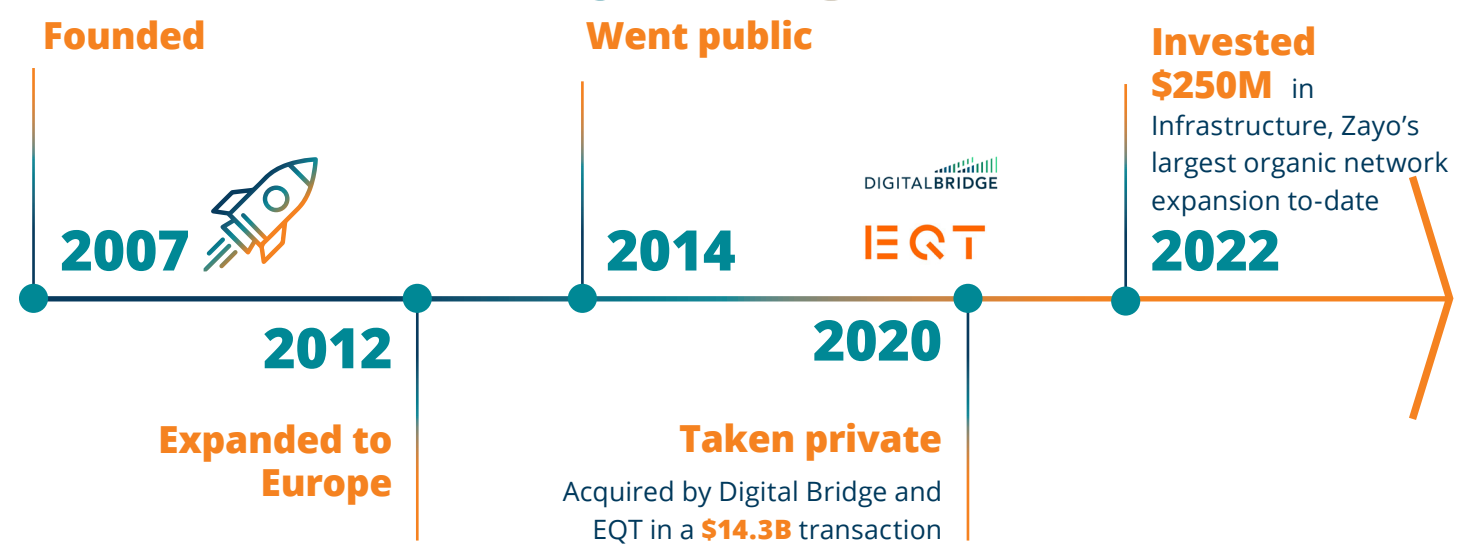 Founded
2007
2012
Expanded to
Europe
Went public
2014
DIGITALBRIDGE
EQT
2020
Taken private
Acquired by Digital Bridge and
EQT in a $14.3B transaction
Invested
$250M in
Infrastructure, Zayo’s
largest organic network
expansion to-date
2022